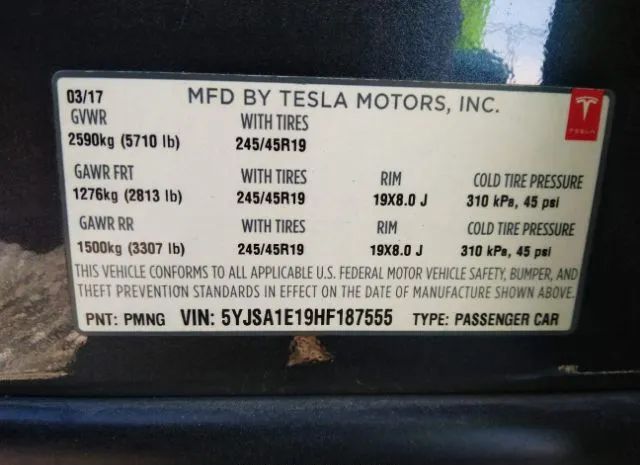 03/17 MFD BY TESLA MOTORS, INC.
TESLA
GVWR WITH TIRES
2590kg (5710 lb) 245/45R19
GAWR FRT WITH TIRES RIM COLD TIRE PRESSURE
1276kg (2813 lb) 245/45R19 19X8.0 J 310 kPa, 45 psi
GAWR RR WITH TIRES RIM COLD TIRE PRESSURE
1500kg (3307 lb) 245/45R19 19X8.0 J 310 kPa, 45 psi
THIS VEHICLE CONFORMS TO ALL APPLICABLE U.S. FEDERAL MOTOR VEHICLE SAFETY, BUMPER, AND
THEFT PREVENTION STANDARDS IN EFFECT ON THE DATE OF MANUFACTURE SHOWN ABOVE.
PNT: PMNG VIN: 5YJSA1E19HF187555 TYPE: PASSENGER CAR